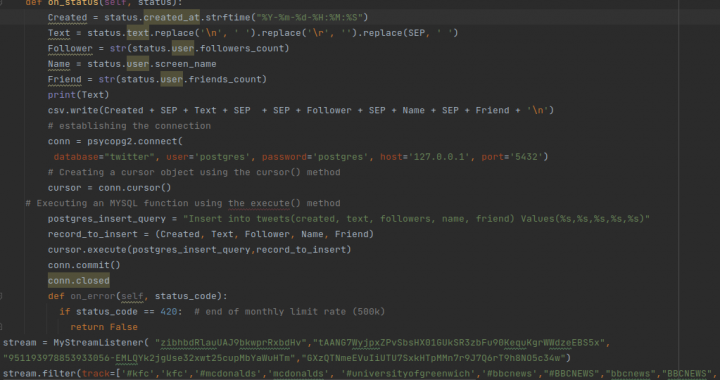 def on_status(self, status):
Created = status.created_at.strftime("%Y-%m-%d-%H:%M:%S")
Text = status.text.replace('\n', ' ').replace('\r', '').replace(SEP, ' ')
Follower = str(status.user.followers_count)
Name = status.user.screen_name
Friend = str(status.user.friends_count)
print(Text)
csv.write(Created + SEP + Text + SEP  + SEP + Follower + SEP + Name + SEP + Friend + '\n')
# establishing the connection
conn = psycopg2.connect(
database="twitter", user='postgres', password='postgres', host='127.0.0.1', port='5432')
# Creating a cursor object using the cursor() method
cursor = conn.cursor()
# Executing an MYSQL function using the execute() method
postgres_insert_query = "Insert into tweets(created, text, followers, name, friend) Values(%s,%s,%s,%s,%s)"
record_to_insert = (Created, Text, Follower, Name, Friend)
cursor.execute(postgres_insert_query,record_to_insert)
conn.commit()
conn.closed
def on_error(self, status_code):
if status_code == 420:  # end of monthly limit rate (500k)
return False
stream = MyStreamListener(
stream.filter(track=['#kfc','kfc','#mcdonalds','mcdonalds', '#universityofgreenwich','#bbcnews',"#BBCNEWS","bbcnews","BBCNEWS",